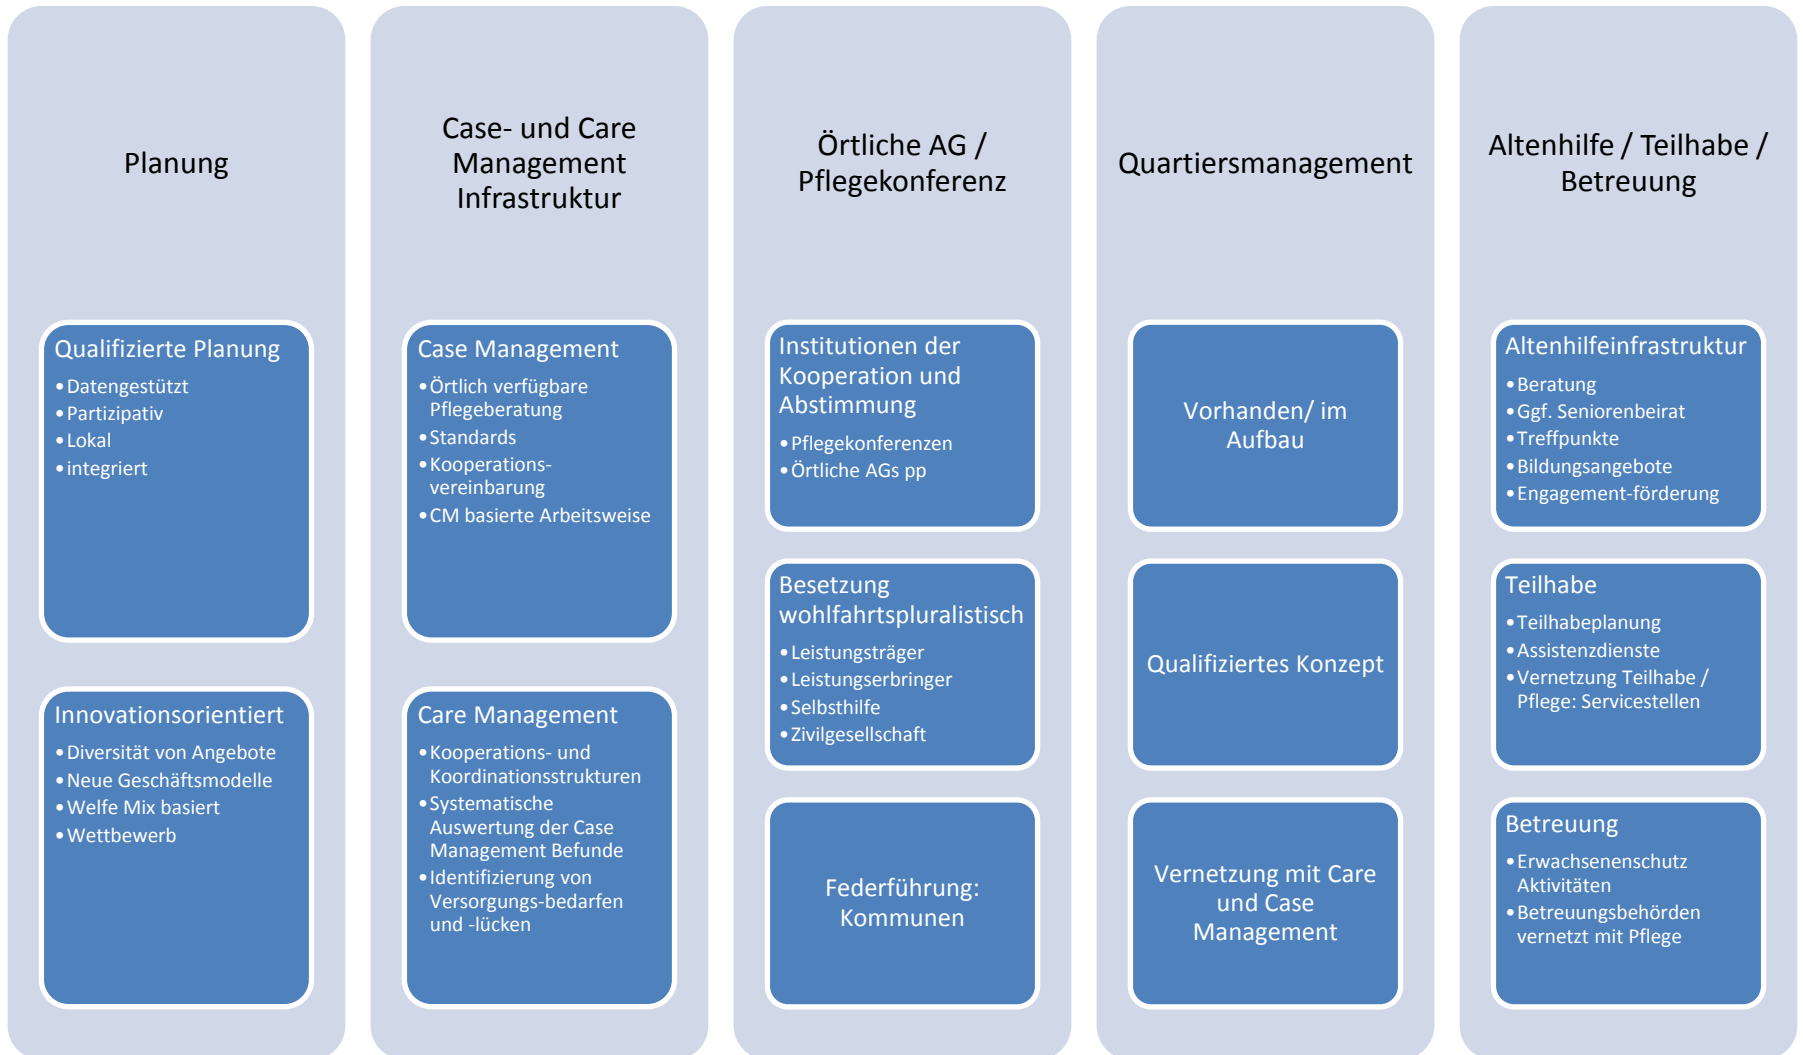 Planung
Qualifizierte Planung
•Datengestützt
•Partizipativ
•Lokal
•integriert
Innovationsorientiert
•Diversität von Angebote
•Neue Geschäftsmodelle
•Welfe Mix basiert
•Wettbewerb
Case- und Care
Management
Infrastruktur
Case Management
•Örtlich verfügbare
Pflegeberatung
•Standards
•Kooperations-
vereinbarung
•CM basierte Arbeitsweise
Care Management
•Kooperations- und
Koordinationsstrukturen
•Systematische
Auswertung der Case
Management Befunde
•Identifizierung von
Versorgungs-bedarfen
und -lücken
Örtliche AG /
Pflegekonferenz
Institutionen der
Kooperation und
Abstimmung
•Pflegekonferenzen
•Örtliche AGs pp
Besetzung
wohlfahrtspluralistisch
•Leistungsträger
•Leistungserbringer
•Selbsthilfe
•Zivilgesellschaft
Federführung:
Kommunen
Quartiersmanagement
Vorhanden/ im
Aufbau
Qualifiziertes Konzept
Vernetzung mit Care
und Case
Management
Altenhilfe / Teilhabe /
Betreuung
Altenhilfeinfrastruktur
•Beratung
•Ggf. Seniorenbeirat
•Treffpunkte
•Bildungsangebote
•Engagement-förderung
Teilhabe
•Teilhabeplanung
•Assistenzdienste
•Vernetzung Teilhabe /
Pflege: Servicestellen
Betreuung
•Erwachsenenschutz
Aktivitäten
•Betreuungsbehörden
vernetzt mit Pflege